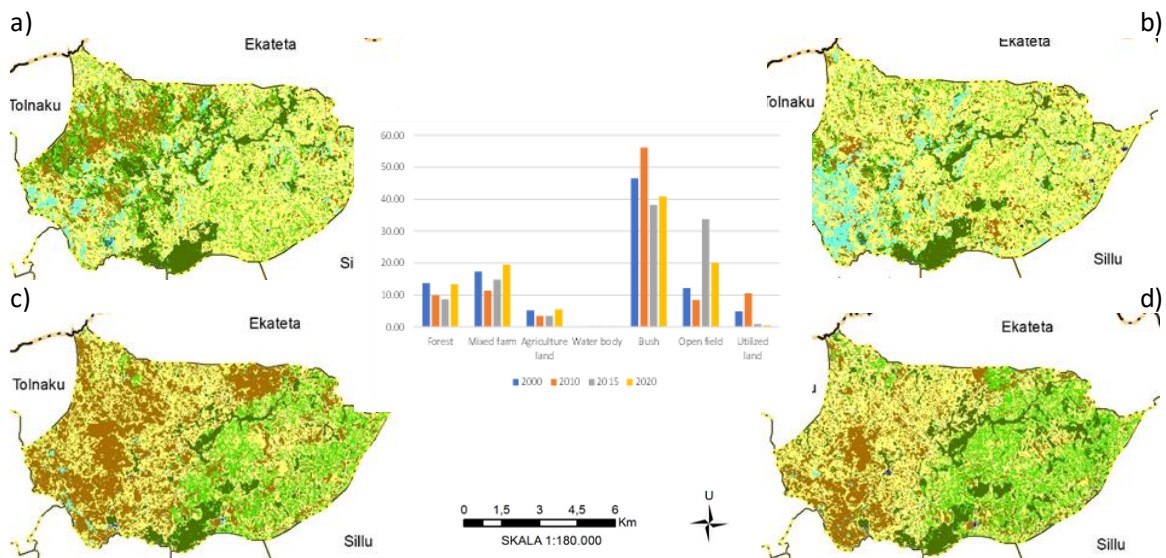 a)
Ekateta
Tolnaku
Si
b)
Ekateta
Tolnaku
Sillu
60.00
50.00
40.00
30.00
20.00
10.00
0.00
Forest Mixed farm Agriculture land Water body Bush Open field Utilized land
2000 2010 2015 2020
c)
Ekateta
Tolnaku
Sillu
d)
Ekateta
Sillu
0 1,5 3 4,5 6
Km
SKALA 1:180.000
U